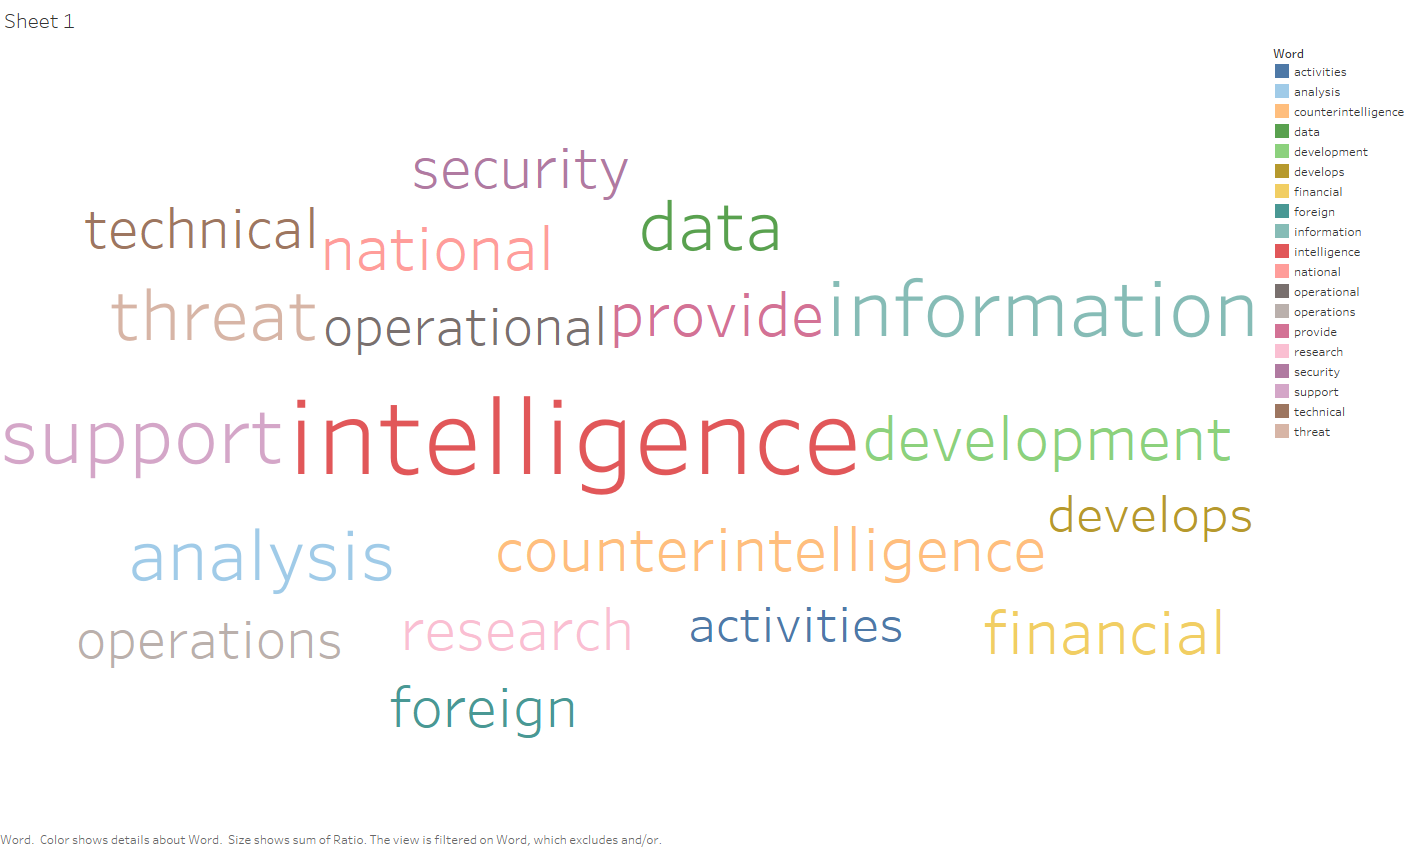 Sheet 1
security
technical
national
data
threat
operational
provide
information
support
intelligence
development
develops
analysis
counterintelligence
operations
research
activities
financial
foreign
Word
activities
analysis
counterintelligence
data
development
develops
financial
foreign
information
intelligence
national
operational
operations
provide
research
security
support
technical
threat
Word. Color shows details about Word. Size shows sum of Ratio. The view is filtered on Word, which excludes and/or.